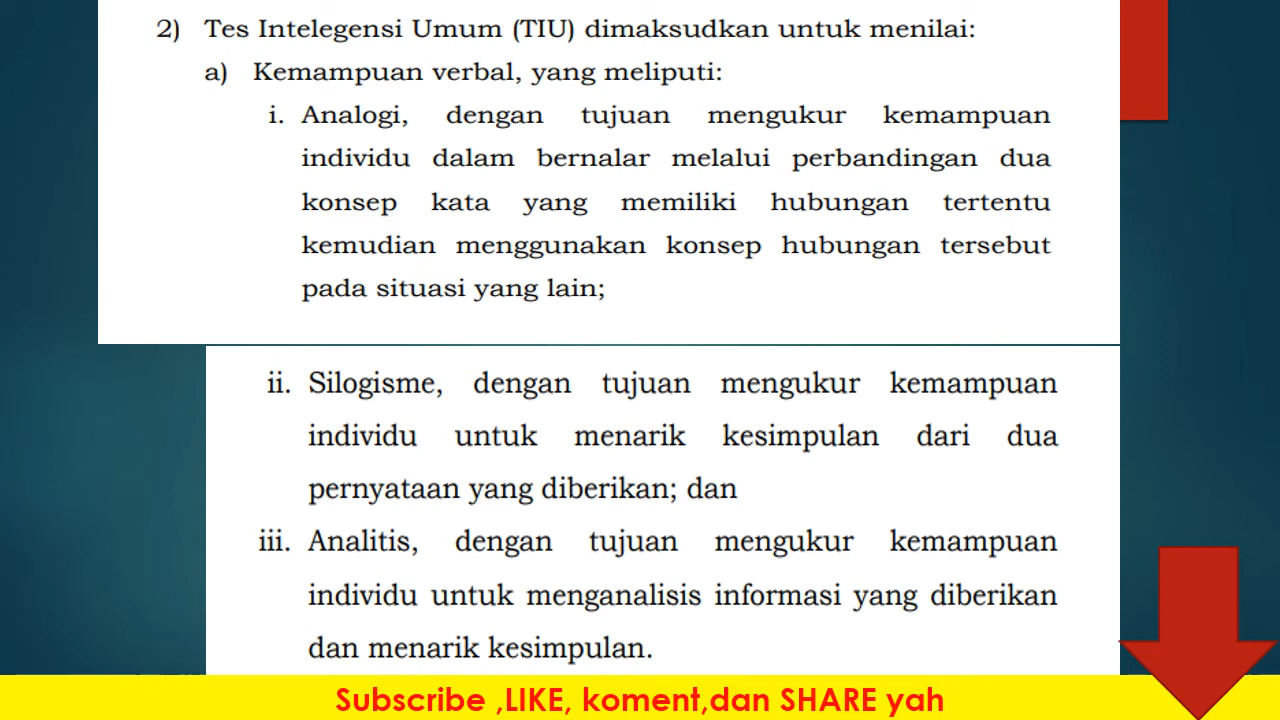 2) Tes Intelegensi Umum (TIU) dimaksudkan untuk menilai:
a) Kemampuan verbal, yang meliputi:
i. Analogi, dengan tujuan mengukur kemampuan
individu dalam bernalar melalui perbandingan dua
konsep kata yang memiliki hubungan tertentu
kemudian menggunakan konsep hubungan tersebut
pada situasi yang lain;
ii. Silogisme, dengan tujuan mengukur kemampuan
individu untuk menarik kesimpulan dari dua
pernyataan yang diberikan; dan
iii. Analitis, dengan tujuan mengukur kemampuan
individu untuk menganalisis informasi yang diberikan
dan menarik kesimpulan.
Subscribe ,LIKE, koment,dan SHARE yah